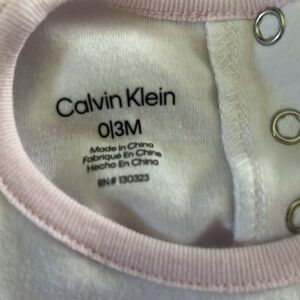 Calvin Klein
0|3M
Made in China
Fabriqué En Chine
Hecho En China
RN# 130323